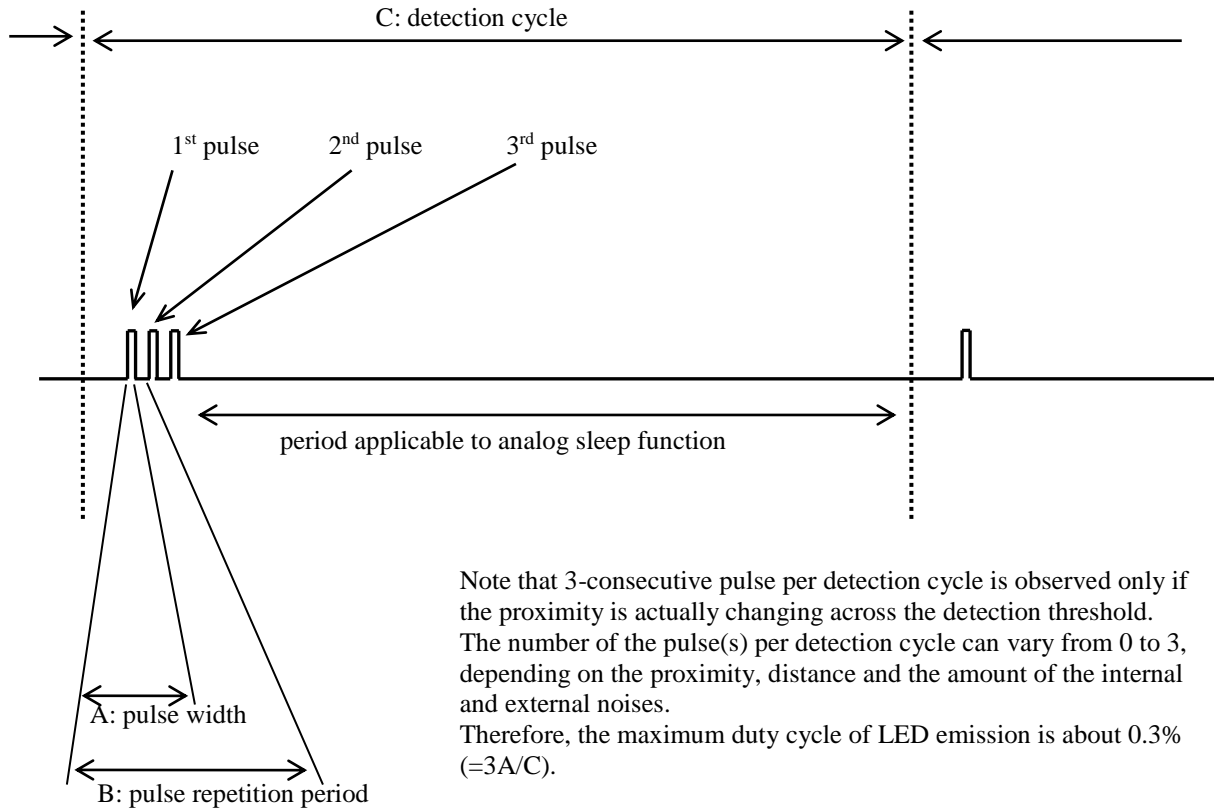 C: detection cycle
1st pulse
2nd pulse
3rd pulse
period applicable to analog sleep function
Note that 3-consecutive pulse per detection cycle is observed only if
the proximity is actually changing across the detection threshold.
The number of the pulse(s) per detection cycle can vary from 0 to 3,
depending on the proximity, distance and the amount of the internal
and external noises.
Therefore, the maximum duty cycle of LED emission is about 0.3%
(=3A/C).
A: pulse width
B: pulse repetition period